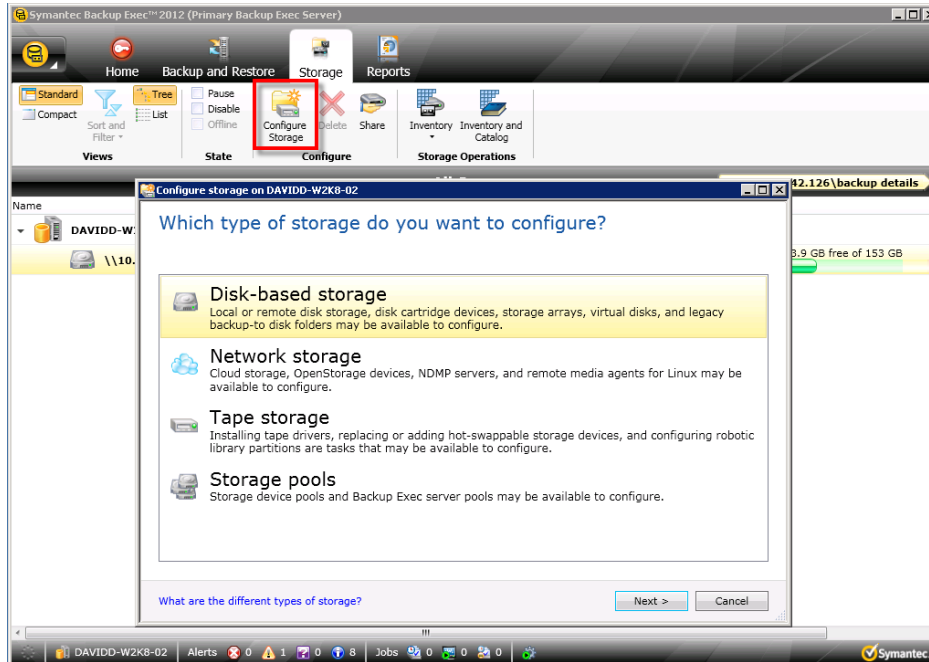 Symantec Backup Exec™ 2012 (Primary Backup Exec Server)
Home Backup and Restore Storage Reports
Standard
Compact
Sort and Filter
Tree
List
Pause
Disable
Offline
Configure Storage
Delete
Share
Inventory
Inventory and Catalog
Views State Configure Storage Operations
42.126\backup details
Name
DAVIDD-W
\\10.
3.9 GB free of 153 GB
Configure storage on DAVIDD-W2K8-02
Which type of storage do you want to configure?
Disk-based storage
Local or remote disk storage, disk cartridge devices, storage arrays, virtual disks, and legacy
backup-to disk folders may be available to configure.
Network storage
Cloud storage, OpenStorage devices, NDMP servers, and remote media agents for Linux may be
available to configure.
Tape storage
Installing tape drivers, replacing or adding hot-swappable storage devices, and configuring robotic
library partitions are tasks that may be available to configure.
Storage pools
Storage device pools and Backup Exec server pools may be available to configure.
What are the different types of storage?
Next > Cancel
DAVIDD-W2K8-02 Alerts 0 1 0 8 Jobs 0 0 0 Symantec.